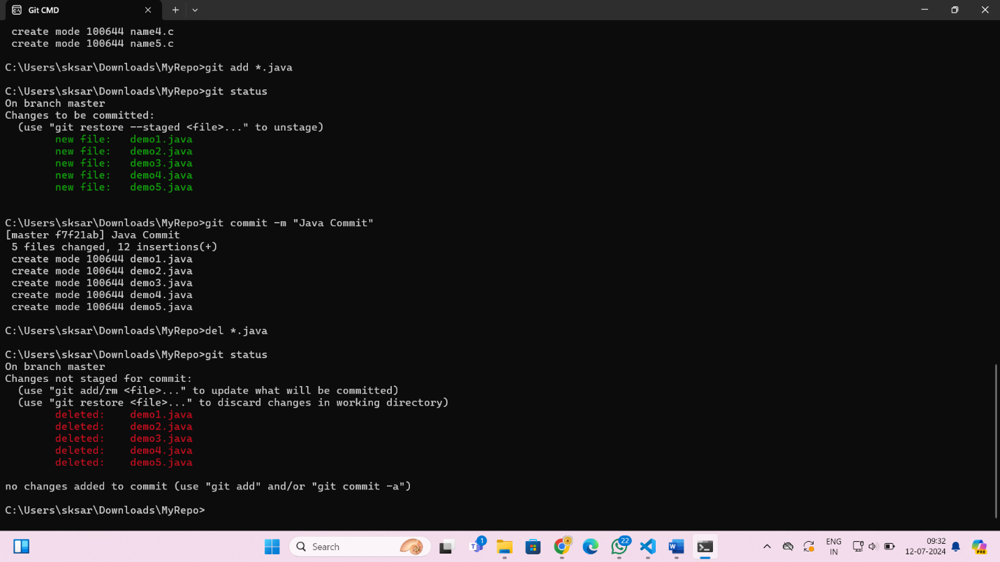 Git CMD
create mode 100644 name4.c
create mode 100644 name5.c
C:\Users\sksar\Downloads\MyRepo>git add *.java
C:\Users\sksar\Downloads\MyRepo>git status
On branch master
Changes to be committed:
(use "git restore --staged <file>..." to unstage)
new file: demo1.java
new file: demo2.java
new file: demo3.java
new file: demo4.java
new file: demo5.java
C:\Users\sksar\Downloads\MyRepo>git commit -m "Java Commit"
[master f7f21ab] Java Commit
5 files changed, 12 insertions(+)
create mode 100644 demo1.java
create mode 100644 demo2.java
create mode 100644 demo3.java
create mode 100644 demo4.java
create mode 100644 demo5.java
C:\Users\sksar\Downloads\MyRepo>del *.java
C:\Users\sksar\Downloads\MyRepo>git status
On branch master
Changes not staged for commit:
(use "git add/rm <file>..." to update what will be committed)
(use "git restore <file>..." to discard changes in working directory)
deleted: demo1.java
deleted: demo2.java
deleted: demo3.java
deleted: demo4.java
deleted: demo5.java
no changes added to commit (use "git add" and/or "git commit -a")
C:\Users\sksar\Downloads\MyRepo>
Search
1
22
ENG
IN
09:32
12-07-2024
PRE